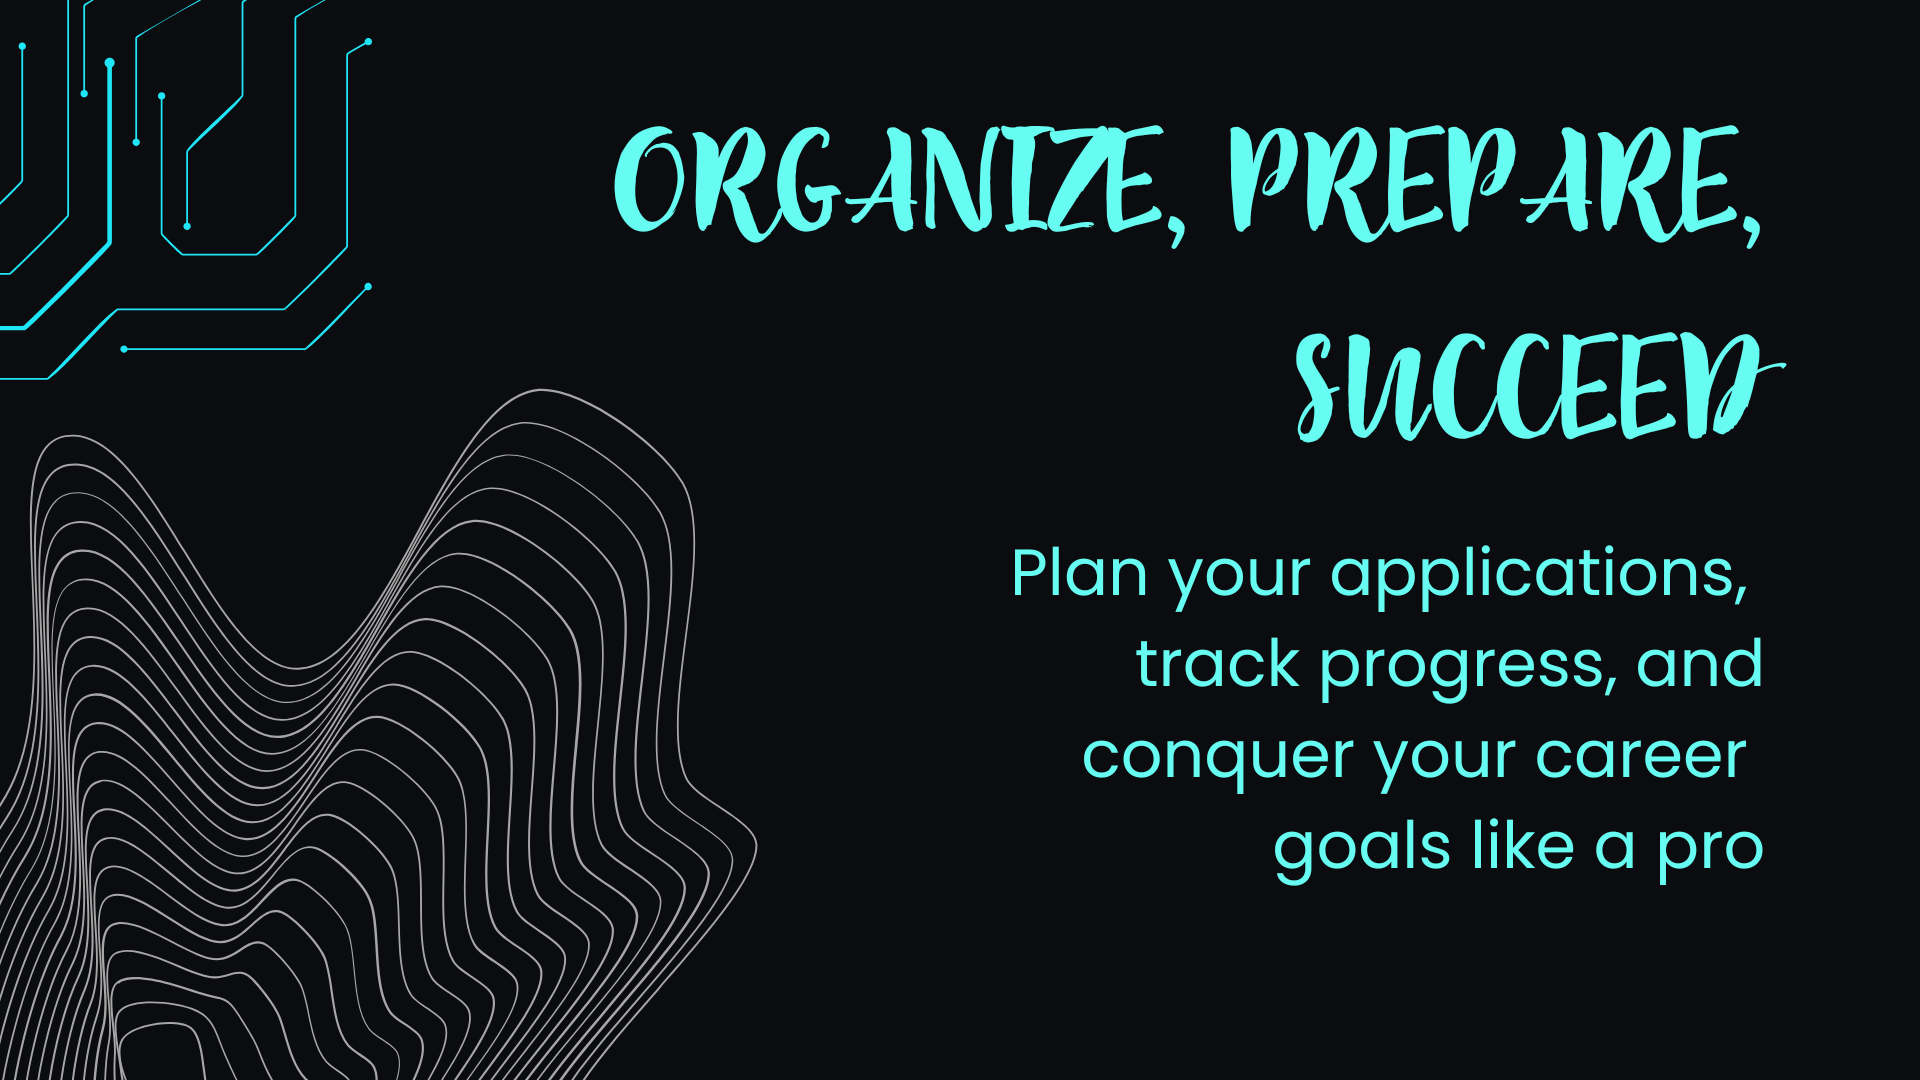 ORGANIZE, PREPARE,
SUCCEED
Plan your applications,
track progress, and
conquer your career
goals like a pro